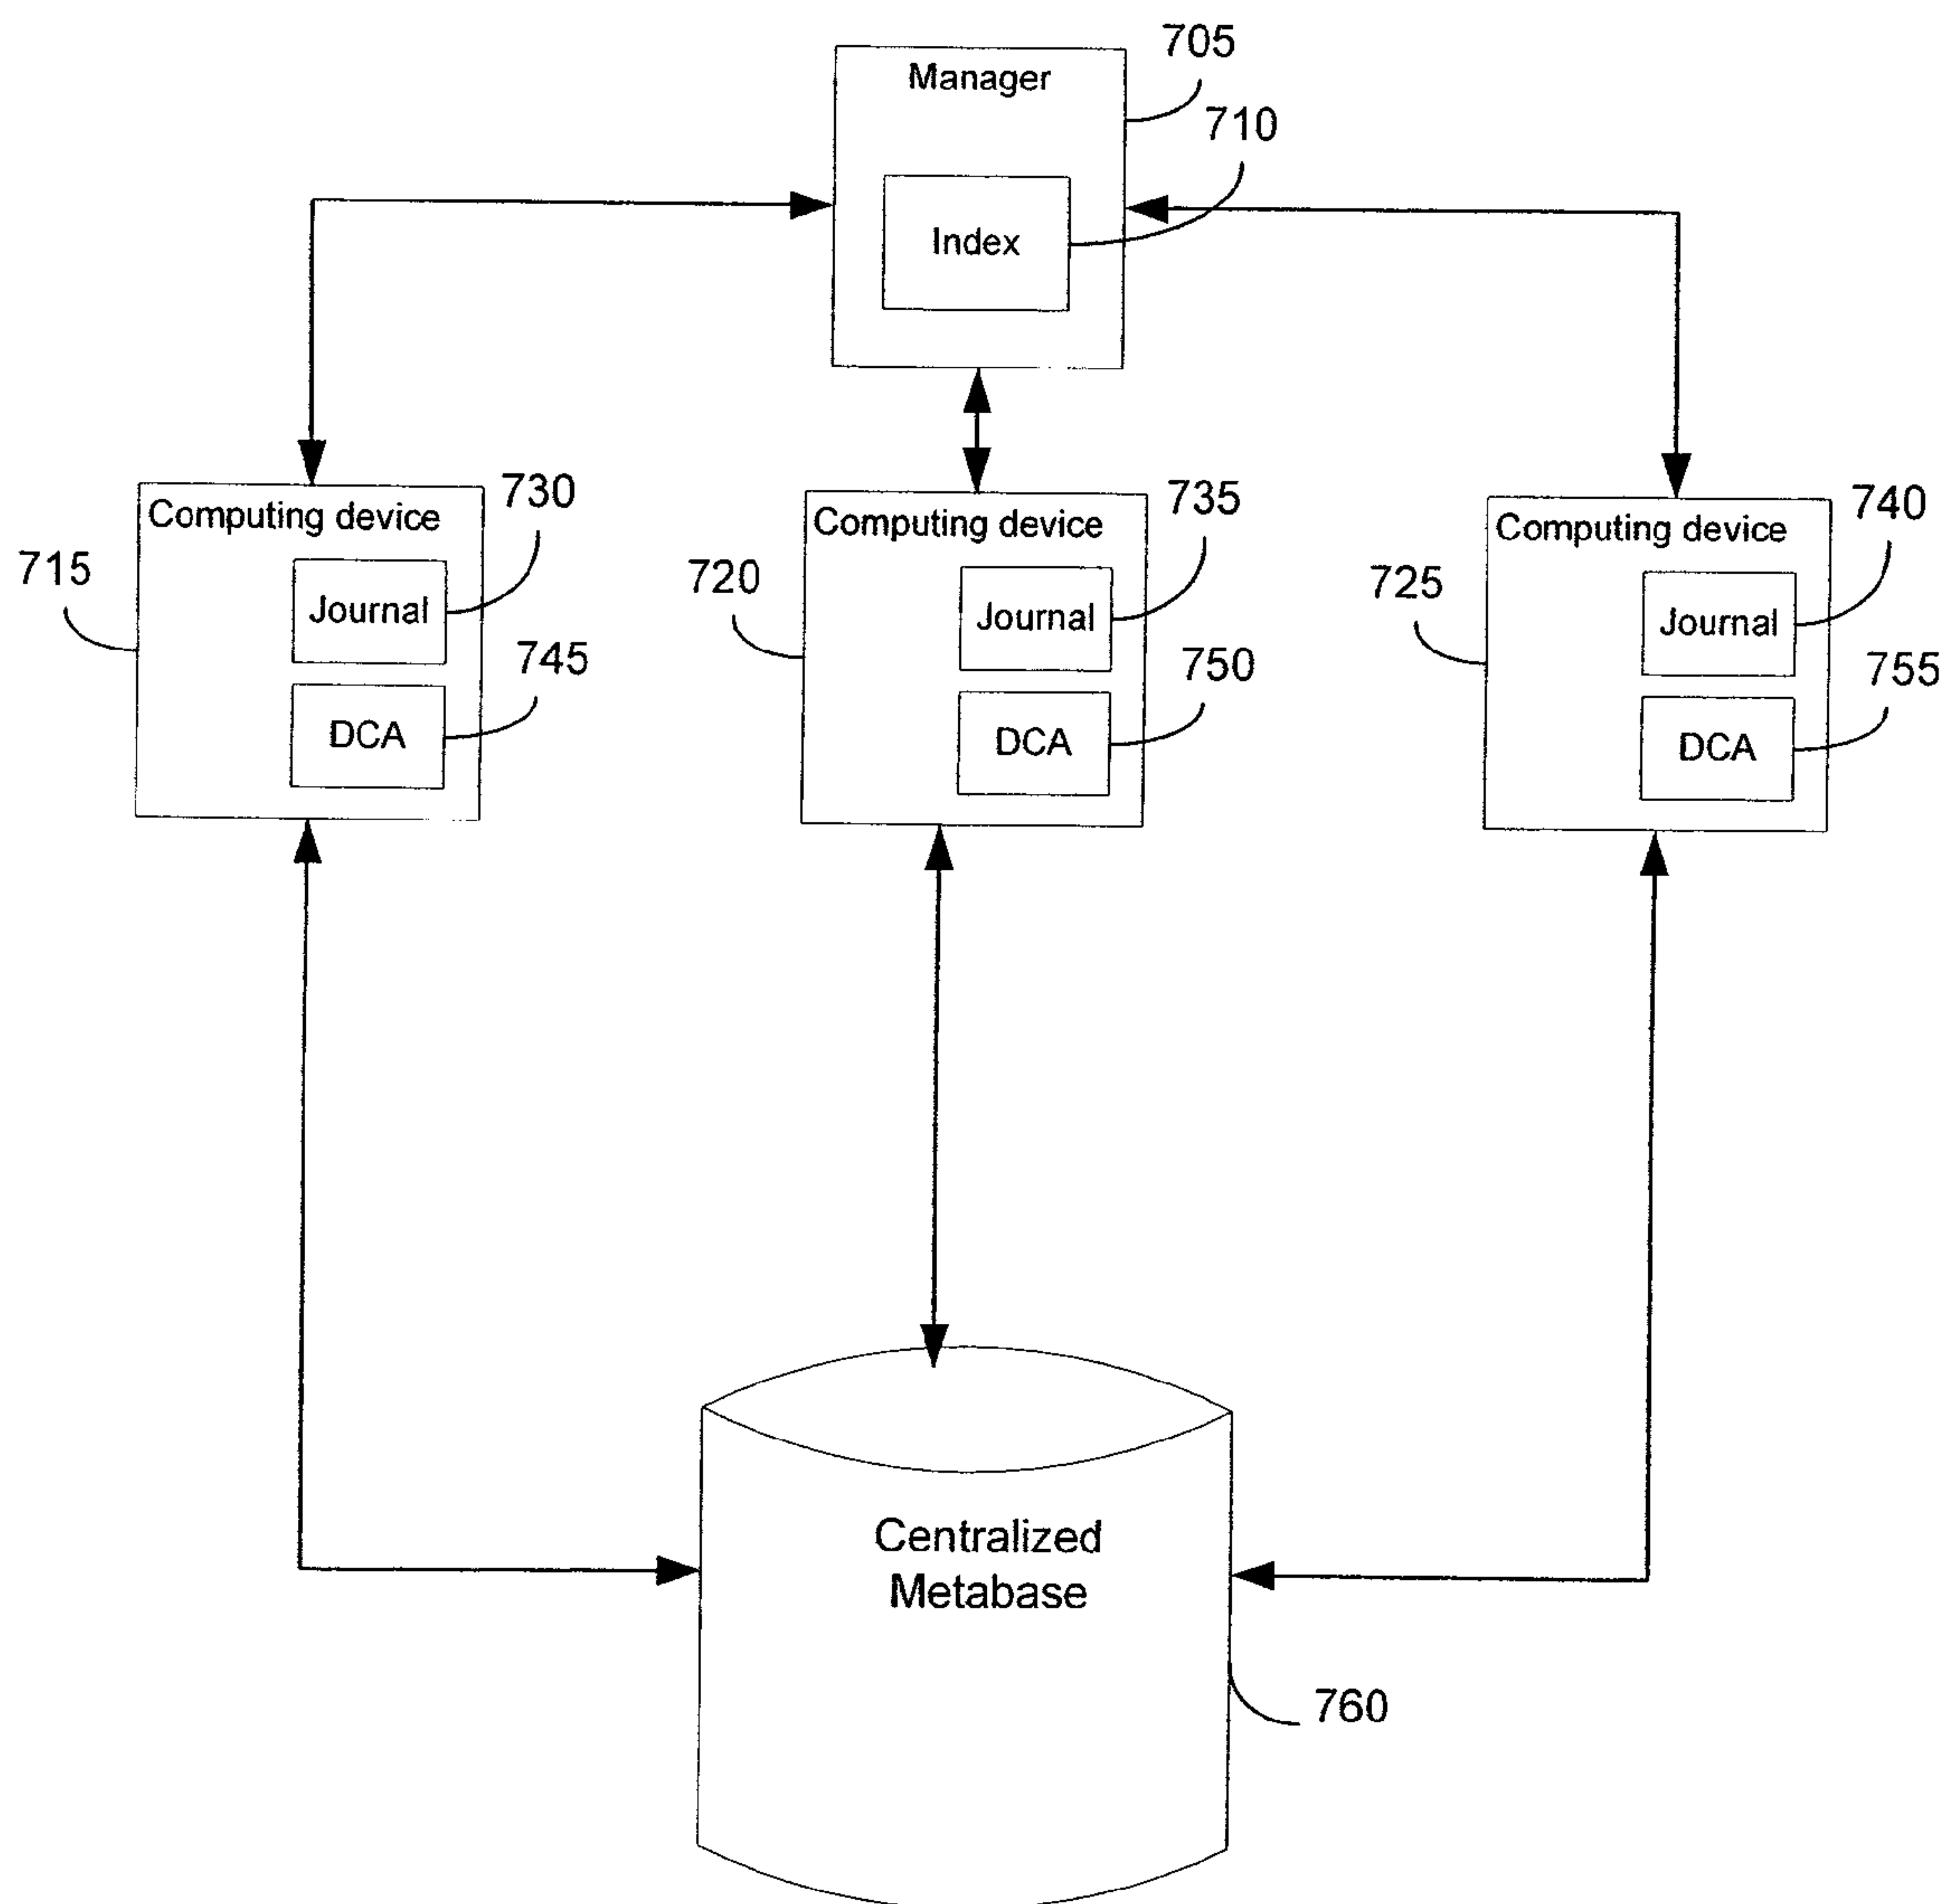 705
Manager
710
Index
Computing device
730
715
Journal
745
DCA
Computing device
735
720
Journal
750
DCA
Computing device
740
725
Journal
755
DCA
Centralized
Metabase
760